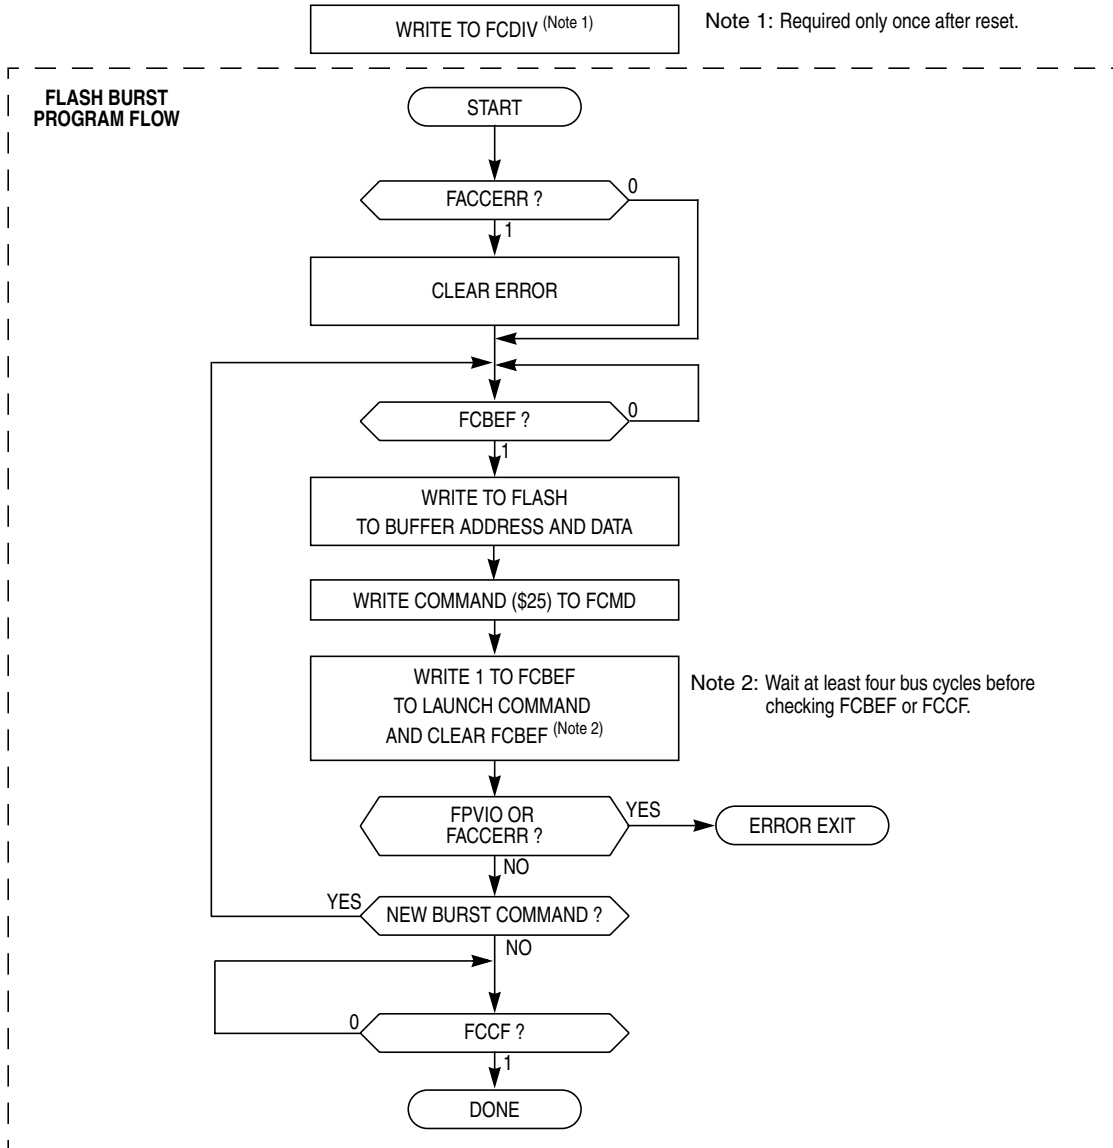 WRITE TO FCDIV (Note 1)
Note 1: Required only once after reset.
FLASH BURST
PROGRAM FLOW
START
FACCERR ?
0
1
CLEAR ERROR
FCBEF ?
0
1
WRITE TO FLASH
TO BUFFER ADDRESS AND DATA
WRITE COMMAND ($25) TO FCMD
WRITE 1 TO FCBEF
TO LAUNCH COMMAND
AND CLEAR FCBEF (Note 2)
Note 2: Wait at least four bus cycles before
checking FCBEF or FCCF.
FPVIO OR
FACCERR ?
YES
ERROR EXIT
NO
YES
NEW BURST COMMAND ?
NO
0
FCCF ?
1
DONE